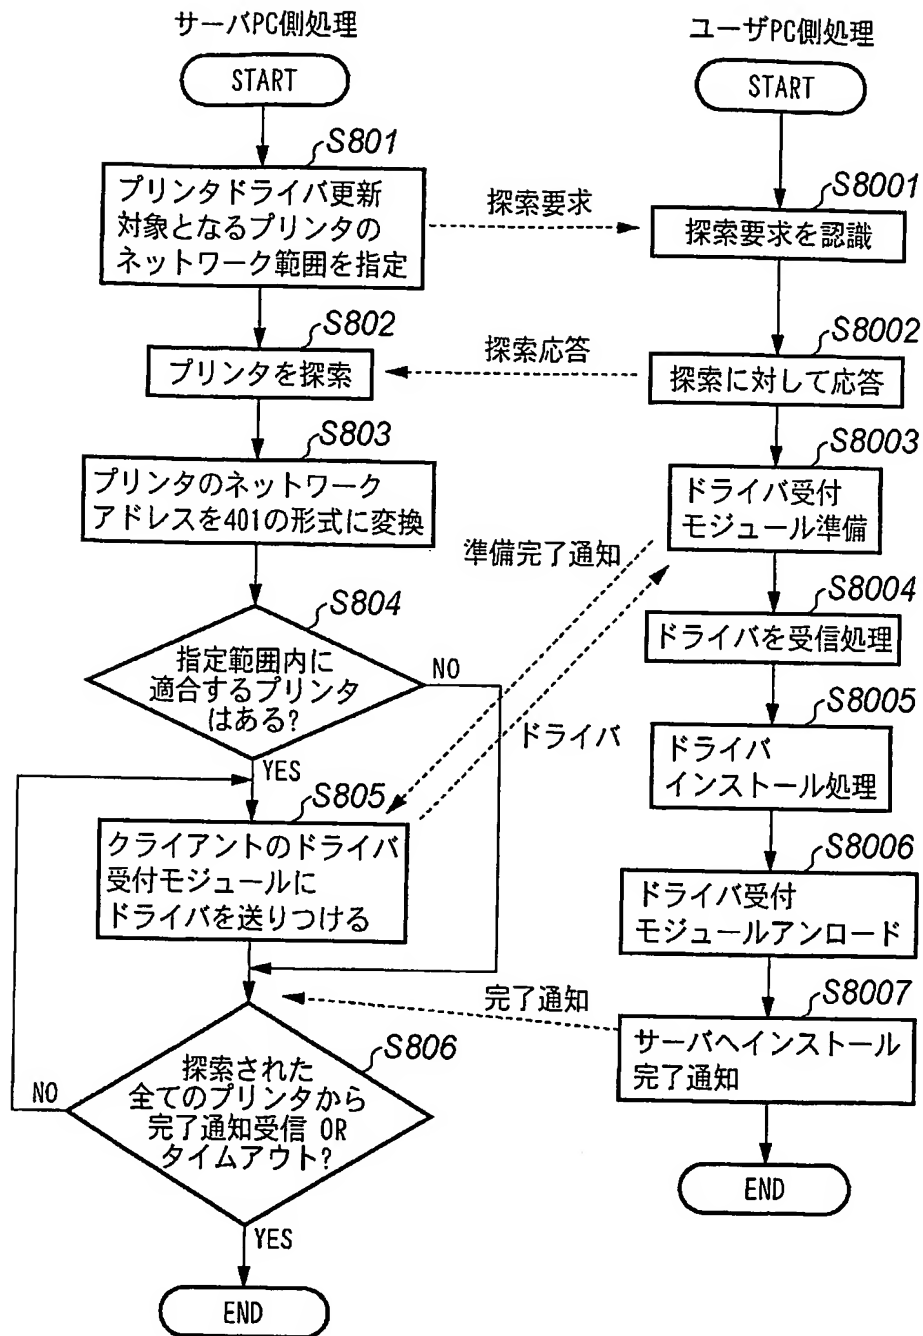 サーバPC側処理
START
S801
プリンタドライバ更新
対象となるプリンタの
ネットワーク範囲を指定
S802
プリンタを探索
S803
プリンタのネットワーク
アドレスを401の形式に変換
S804
指定範囲内に
適合するプリンタ
はある?
NO
YES
S805
クライアントのドライバ
受付モジュールに
ドライバを送りつける
S806
探索された
全てのプリンタから
完了通知受信 OR
タイムアウト?
NO
YES
END
探索要求
探索応答
準備完了通知
ドライバ
完了通知
ユーザPC側処理
START
S8001
探索要求を認識
S8002
探索に対して応答
S8003
ドライバ受付
モジュール準備
S8004
ドライバを受信処理
S8005
ドライバ
インストール処理
S8006
ドライバ受付
モジュールアンロード
S8007
サーバへインストール
完了通知
END